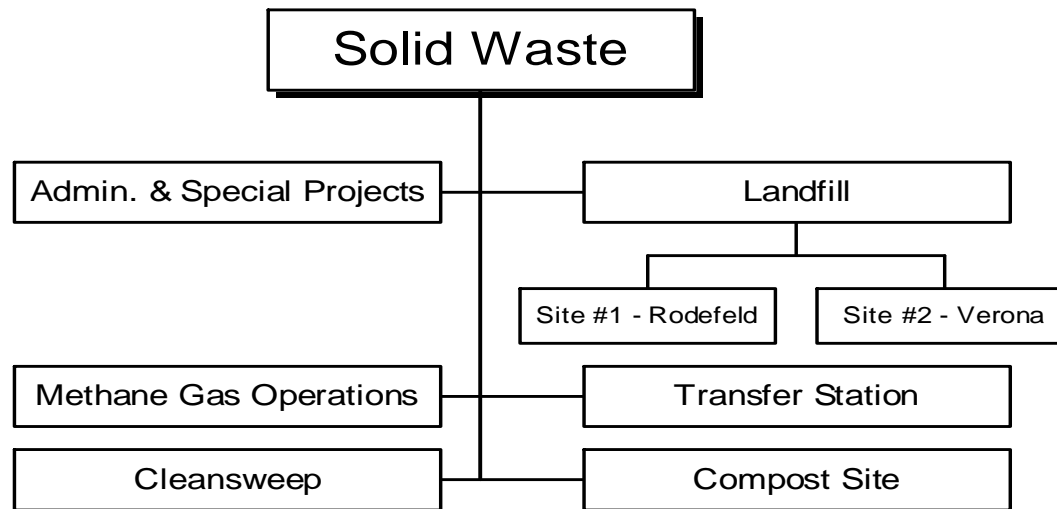 Solid Waste
Admin. & Special Projects
Landfill
Site #1 - Rodefeld
Site #2 - Verona
Methane Gas Operations
Transfer Station
Cleansweep
Compost Site